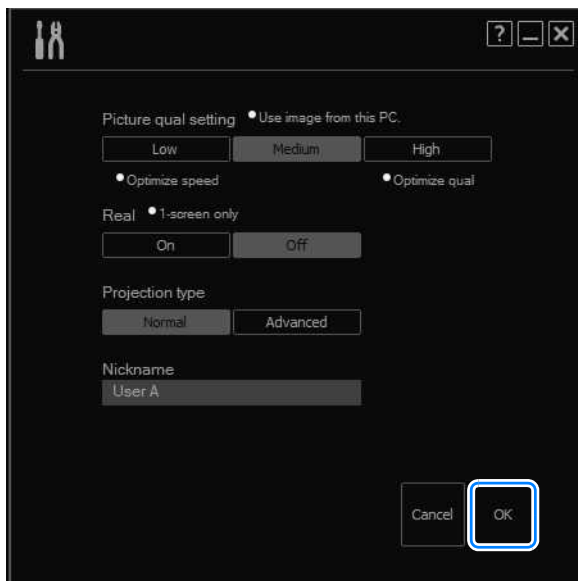 ?
Picture qual setting Use image from this PC.
Low Medium High
Optimize speed Optimize qual
Real 1-screen only
On Off
Projection type
Normal Advanced
Nickname
User A
Cancel OK